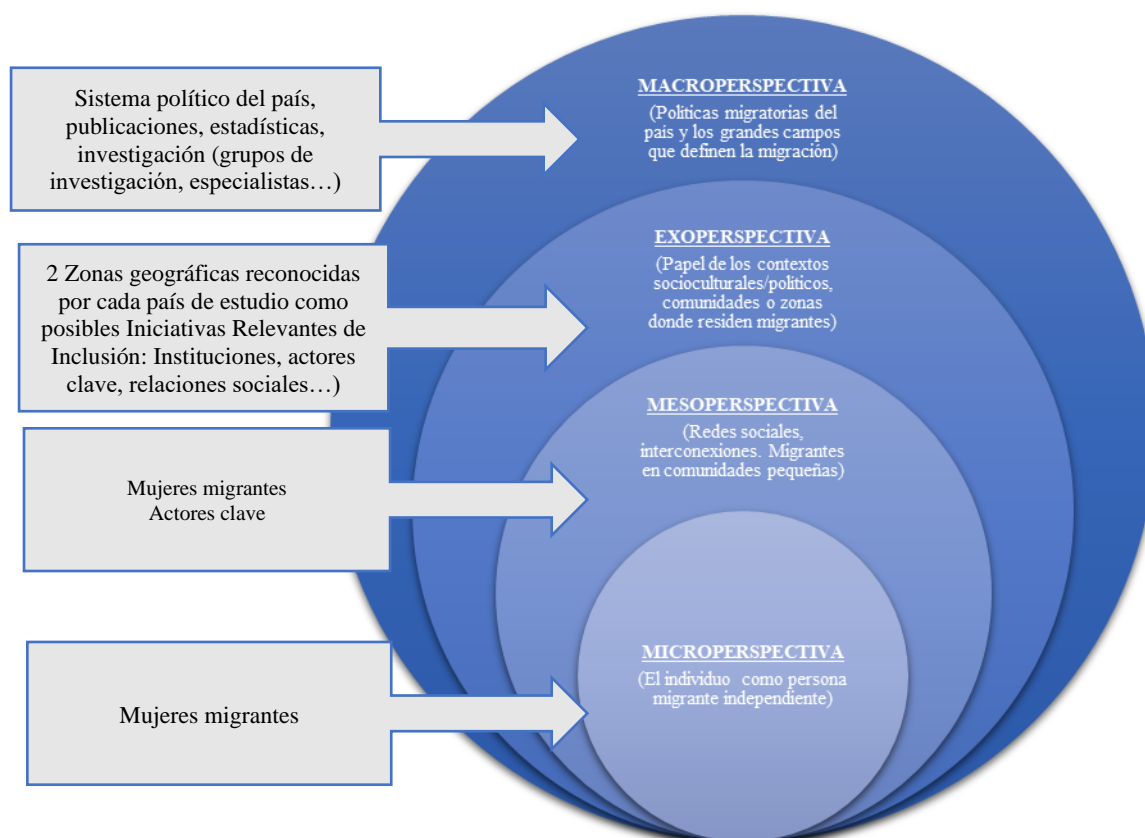 Sistema político del país,
publicaciones, estadísticas,
investigación (grupos de
investigación, especialistas…)
MACROPERSPECTIVA
(Políticas migratorias del
país y los grandes campos
que definen la migración)
2 Zonas geográficas reconocidas
por cada país de estudio como
posibles Iniciativas Relevantes de
Inclusión: Instituciones, actores
clave, relaciones sociales…)
EXOPERSPECTIVA
(Papel de los contextos
socioculturales/políticos,
comunidades o zonas
donde residen migrantes)
Mujeres migrantes
Actores clave
MESOPERSPECTIVA
(Redes sociales,
interconexiones. Migrantes
en comunidades pequeñas)
Mujeres migrantes
MICROPERSPECTIVA
(El individuo como persona
migrante independiente)